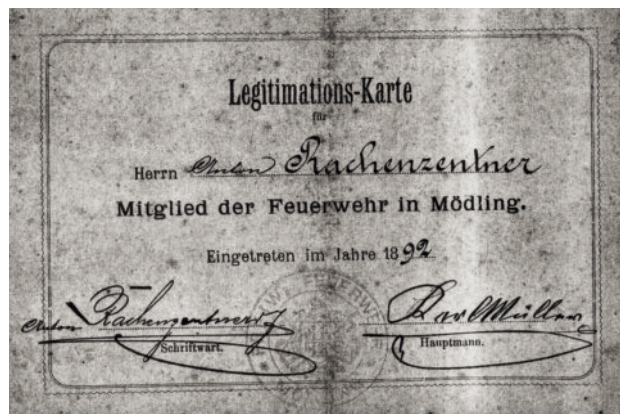 Legitimations-Karte
für
Herrn Anton Rachenzentner
Mitglied der Feuerwehr in Mödling.
Eingetreten im Jahre 1892
Anton Rachenzentner
Karl Müller
Schriftwart.
Hauptmann.
FEUERWEHR